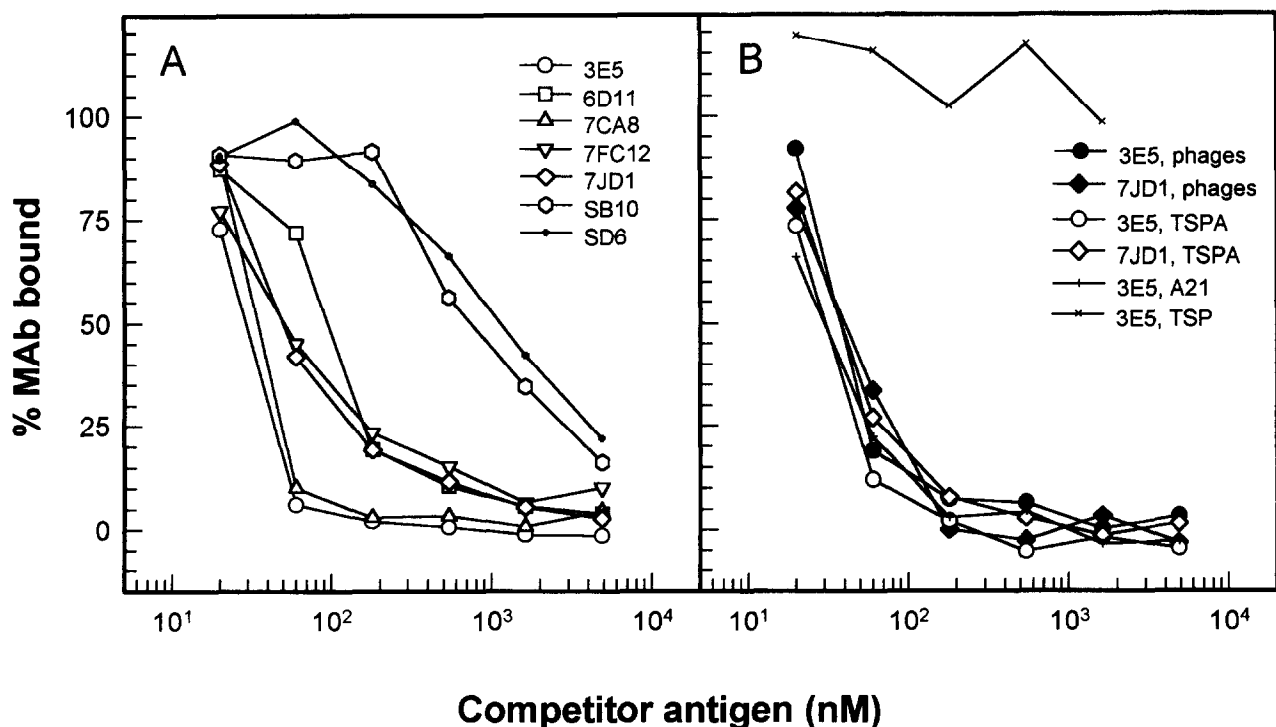 A
3E5
6D11
7CA8
7FC12
7JD1
SB10
SD6
B
3E5, phages
7JD1, phages
3E5, TSPA
7JD1, TSPA
3E5, A21
3E5, TSP
% MAb bound
100
75
50
25
0
10¹ 10² 10³ 10⁴ 10¹ 10² 10³ 10⁴
Competitor antigen (nM)